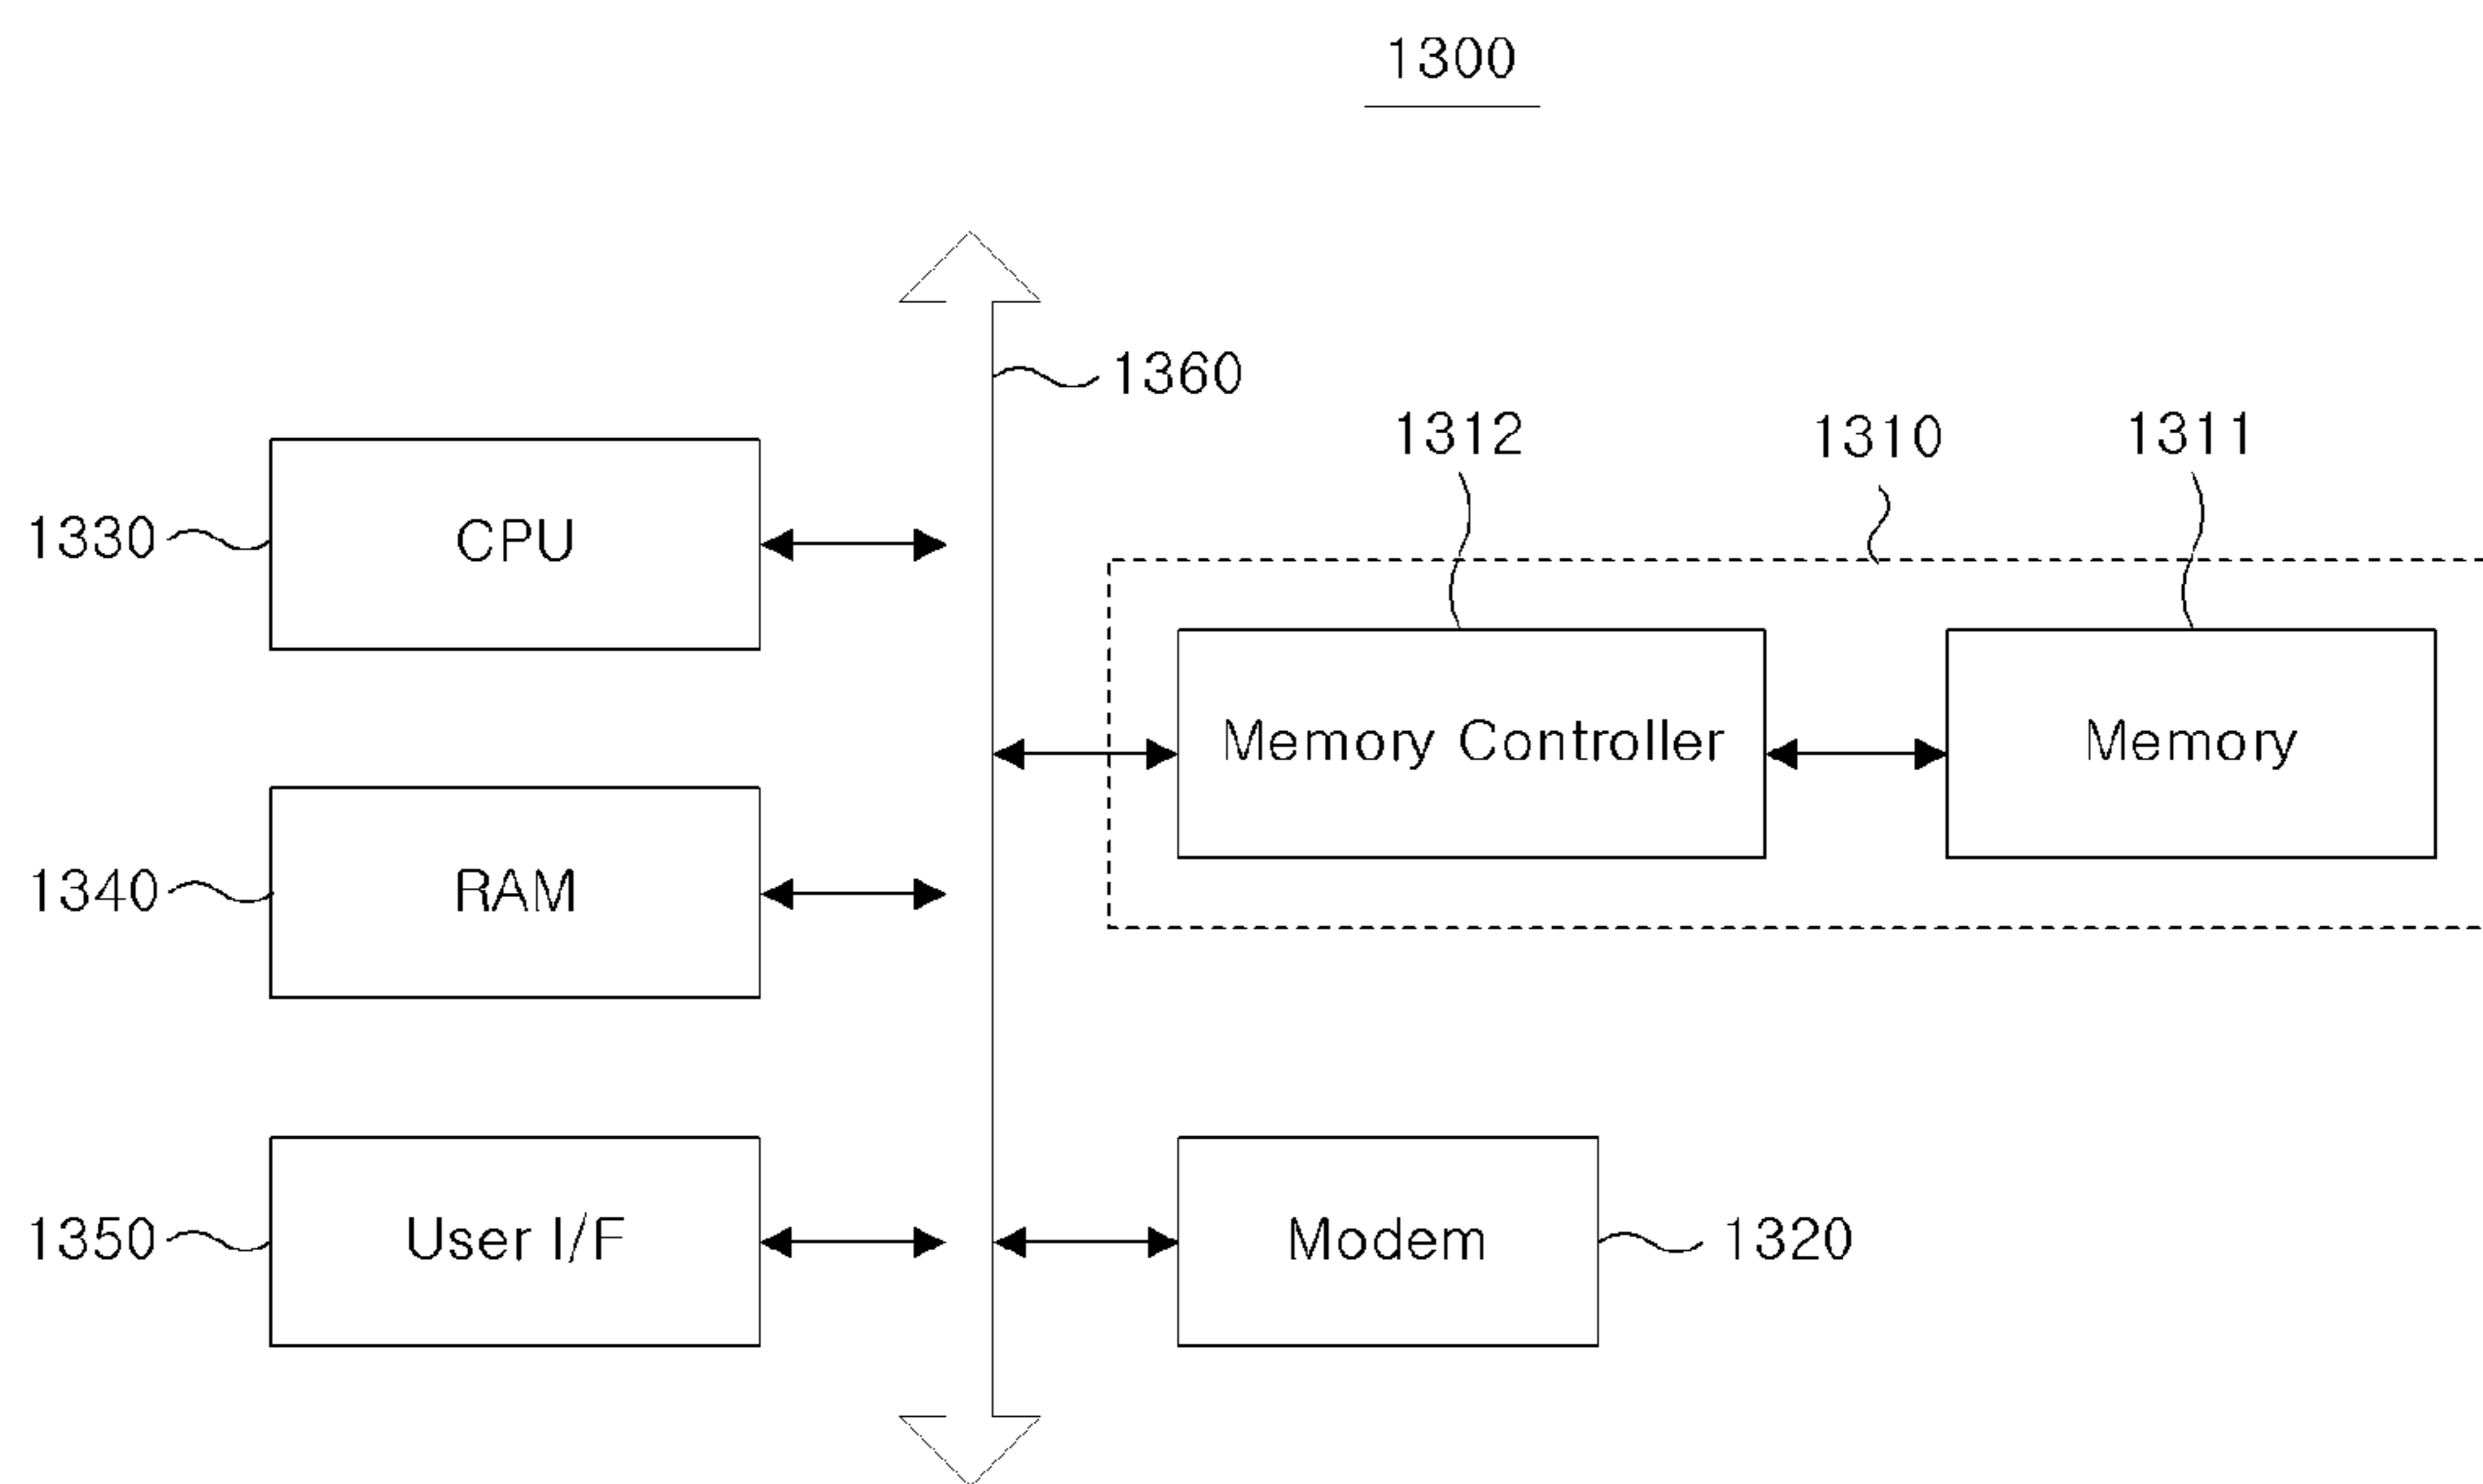 1300
1360
1312
1310
1311
1330
CPU
Memory Controller
Memory
1340
RAM
1350
User I/F
Modem
1320